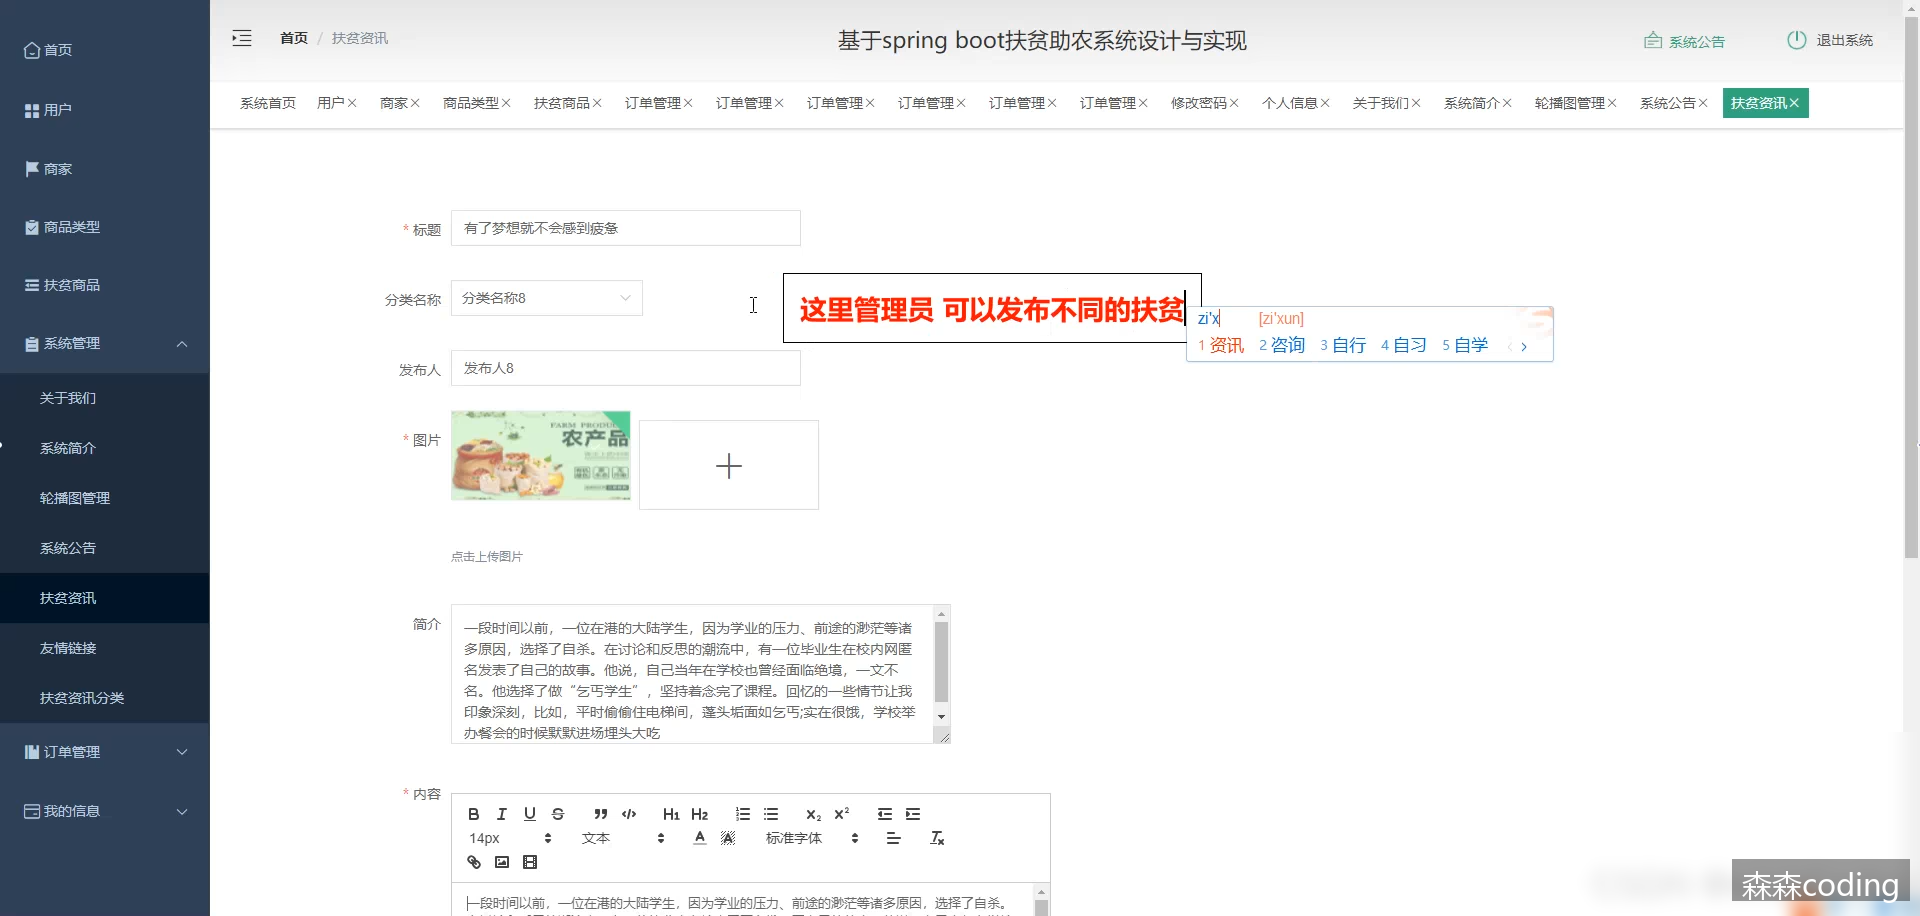 首页 / 扶贫资讯
基于spring boot扶贫助农系统设计与实现
系统公告
退出系统
系统首页 用户× 商家× 商品类型× 扶贫商品× 订单管理× 订单管理× 订单管理× 订单管理× 订单管理× 订单管理× 修改密码× 个人信息× 关于我们× 系统简介× 轮播图管理× 系统公告× 扶贫资讯×
首页
用户
商家
商品类型
扶贫商品
系统管理
关于我们
系统简介
轮播图管理
系统公告
扶贫资讯
友情链接
扶贫资讯分类
订单管理
我的信息
* 标题 有了梦想就不会感到疲惫
分类名称 分类名称8
这里管理员 可以发布不同的扶贫
zi'x [zi'xun]
1 资讯 2 咨询 3 自行 4 自习 5 自学
发布人 发布人8
* 图片
FARM PRODU
农产品
点击上传图片
简介
一段时间以前，一位在港的大陆学生，因为学业的压力、前途的渺茫等诸
多原因，选择了自杀。在讨论和反思的潮流中，有一位毕业生在校内网匿
名发表了自己的故事。他说，自己当年在学校也曾经面临绝境，一文不
名。他选择了做“乞丐学生”，坚持着念完了课程。回忆的一些情节让我
印象深刻，比如，平时偷偷住电梯间，蓬头垢面如乞丐;实在很饿，学校举
办餐会的时候默默进场埋头大吃
* 内容
B I U S ” </> H1 H2 X2 X2
14px 文本 A A 标准字体 Tx
一段时间以前，一位在港的大陆学生，因为学业的压力、前途的渺茫等诸多原因，选择了自杀。
森森coding